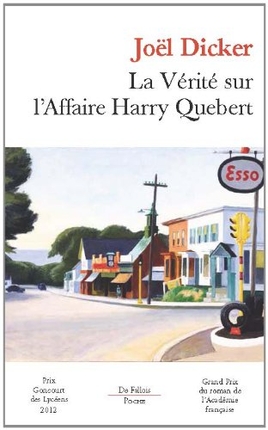 Joël Dicker
La Vérité sur
l'Affaire Harry Quebert
Esso
Prix
Goncourt
des Lycéens
2012
De Fallois
Poche
Grand Prix
du roman de
l'Académie
française